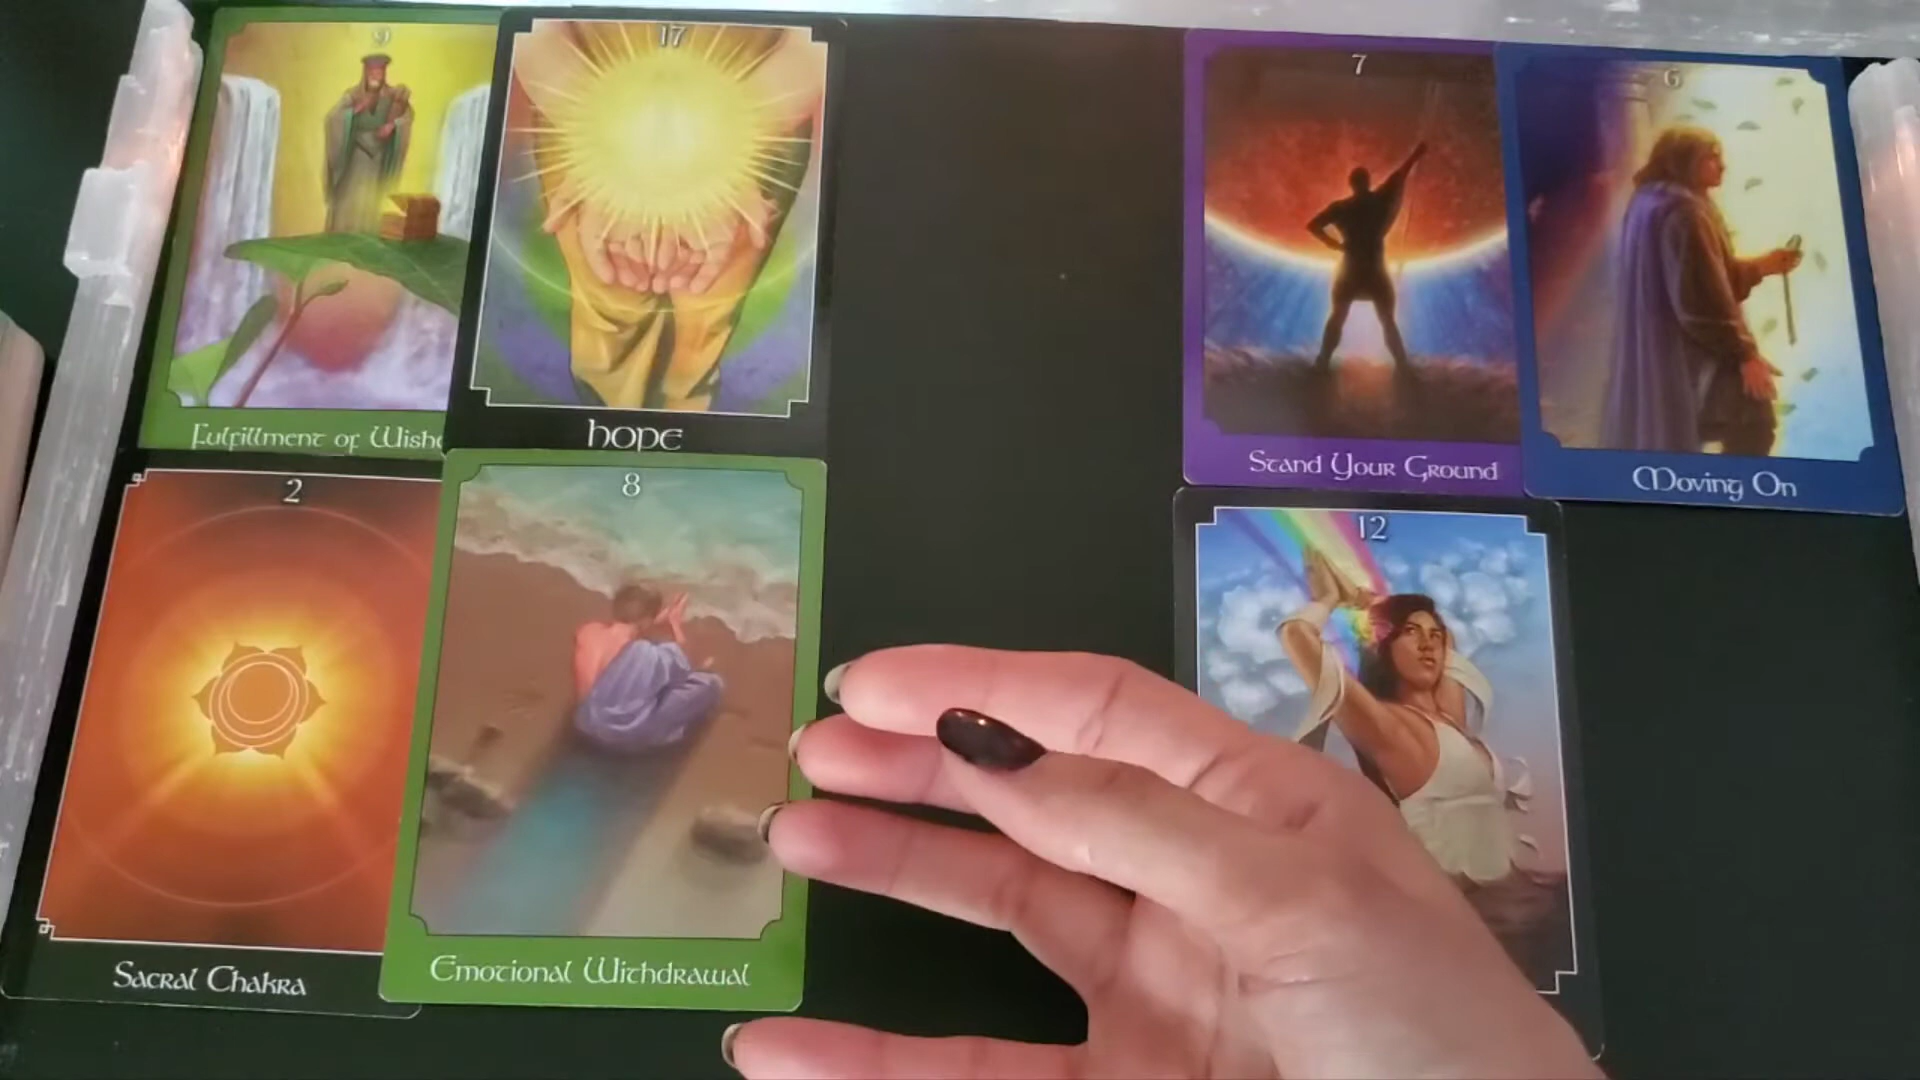 9
Fulfillment of Wishe
17
Hope
7
Stand Your Ground
6
Moving On
2
Sacral Chakra
8
Emotional Withdrawal
12